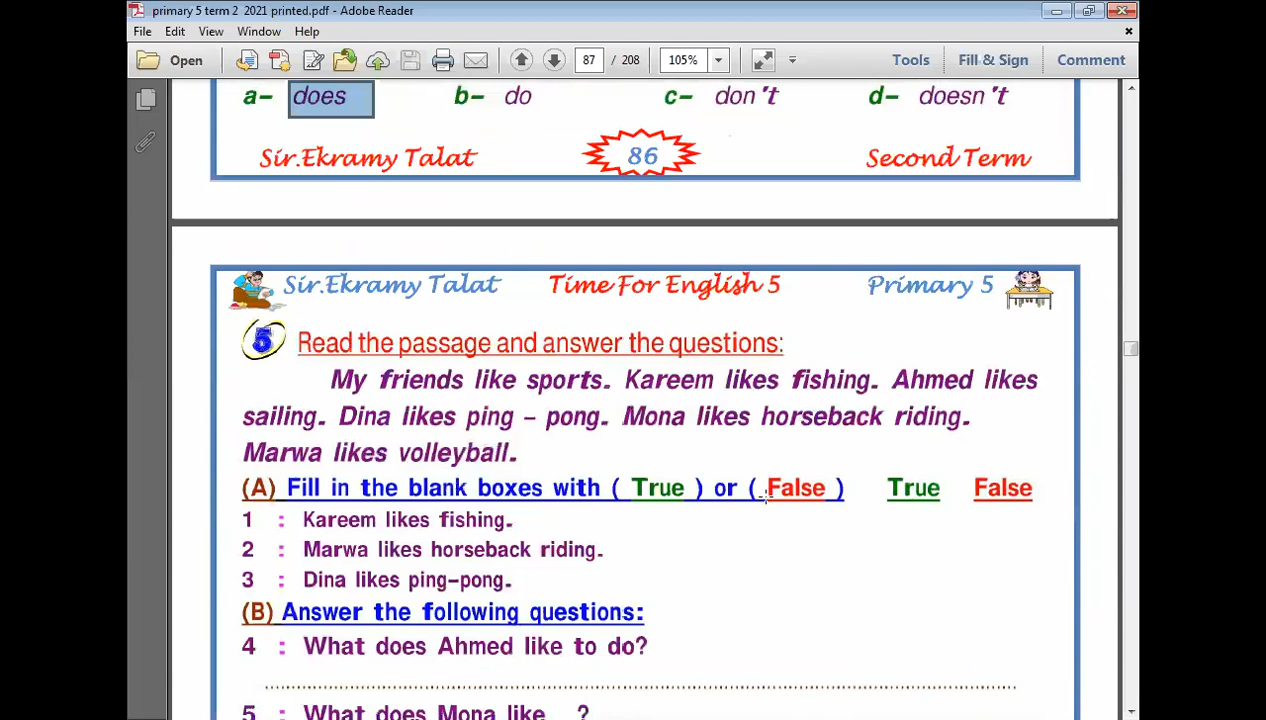 primary 5 term 2 2021 printed.pdf - Adobe Reader
File Edit View Window Help
Open 87 / 208 105% Tools Fill & Sign Comment
a- does b- do c- don't d- doesn't
Sir.Ekramy Talat 86 Second Term
Sir.Ekramy Talat Time For English 5 Primary 5
5 Read the passage and answer the questions:
My friends like sports. Kareem likes fishing. Ahmed likes
sailing. Dina likes ping - pong. Mona likes horseback riding.
Marwa likes volleyball.
(A) Fill in the blank boxes with ( True ) or ( False ) True False
1 : Kareem likes fishing.
2 : Marwa likes horseback riding.
3 : Dina likes ping-pong.
(B) Answer the following questions:
4 : What does Ahmed like to do?
5 : What does Mona like ?